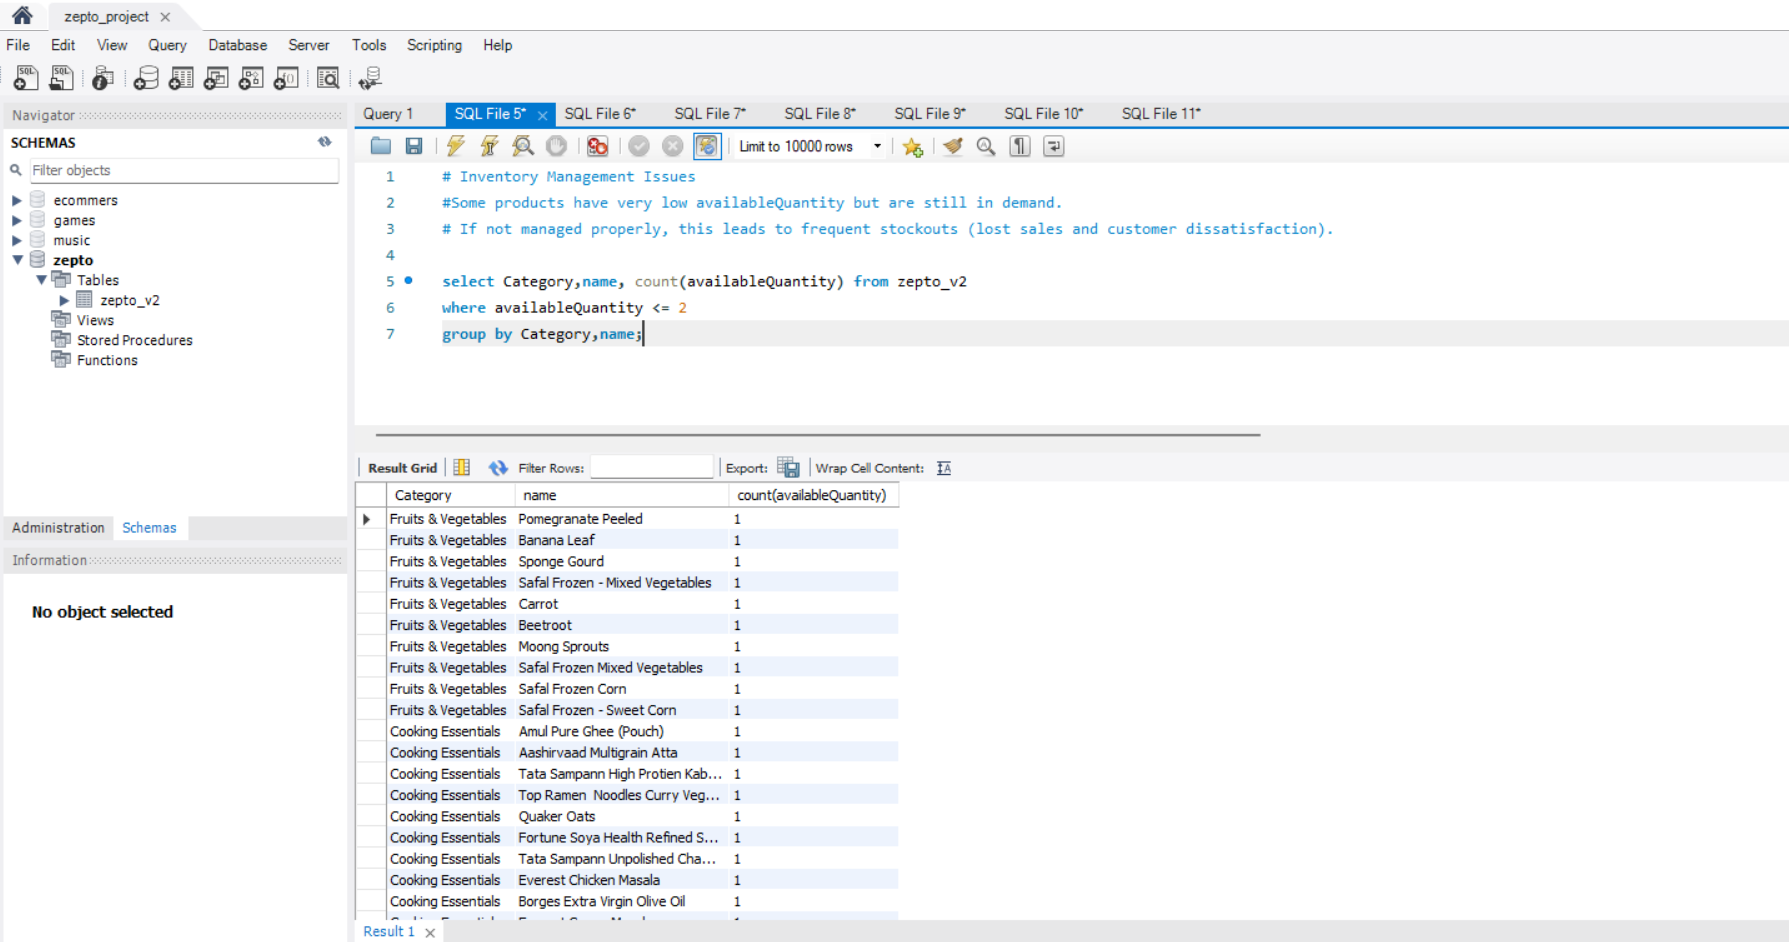 zepto_project
File Edit View Query Database Server Tools Scripting Help
Navigator
SCHEMAS
Filter objects
ecommers
games
music
zepto
Tables
zepto_v2
Views
Stored Procedures
Functions
Administration Schemas
Information
No object selected
Query 1 SQL File 5* SQL File 6* SQL File 7* SQL File 8* SQL File 9* SQL File 10* SQL File 11*
Limit to 10000 rows
1 # Inventory Management Issues
2 #Some products have very low availableQuantity but are still in demand.
3 # If not managed properly, this leads to frequent stockouts (lost sales and customer dissatisfaction).
4
5 select Category,name, count(availableQuantity) from zepto_v2
6 where availableQuantity <= 2
7 group by Category,name;
Result Grid Filter Rows: Export: Wrap Cell Content:
Category name count(availableQuantity)
Fruits & Vegetables Pomegranate Peeled 1
Fruits & Vegetables Banana Leaf 1
Fruits & Vegetables Sponge Gourd 1
Fruits & Vegetables Safal Frozen - Mixed Vegetables 1
Fruits & Vegetables Carrot 1
Fruits & Vegetables Beetroot 1
Fruits & Vegetables Moong Sprouts 1
Fruits & Vegetables Safal Frozen Mixed Vegetables 1
Fruits & Vegetables Safal Frozen Corn 1
Fruits & Vegetables Safal Frozen - Sweet Corn 1
Cooking Essentials Amul Pure Ghee (Pouch) 1
Cooking Essentials Aashirvaad Multigrain Atta 1
Cooking Essentials Tata Sampann High Protien Kab... 1
Cooking Essentials Top Ramen Noodles Curry Veg... 1
Cooking Essentials Quaker Oats 1
Cooking Essentials Fortune Soya Health Refined S... 1
Cooking Essentials Tata Sampann Unpolished Cha... 1
Cooking Essentials Everest Chicken Masala 1
Cooking Essentials Borges Extra Virgin Olive Oil 1
Result 1